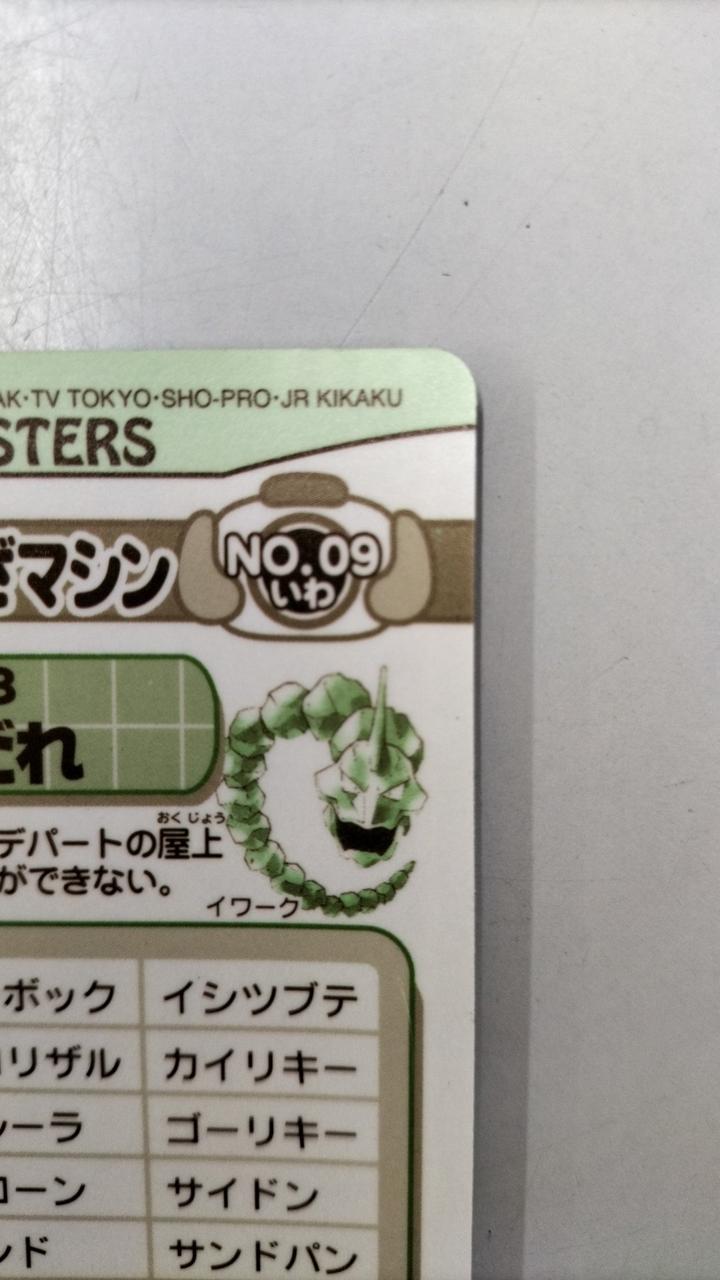 AK·TV TOKYO·SHO-PRO·JR KIKAKU
STERS
マシン
NO. 09
いわ
3
だれ
おくじょう
デパートの屋上
ができない。
イワーク
ボック イシツブテ
リザル カイリキー
ーラ ゴーリキー
ローン サイドン
ンド サンドパン